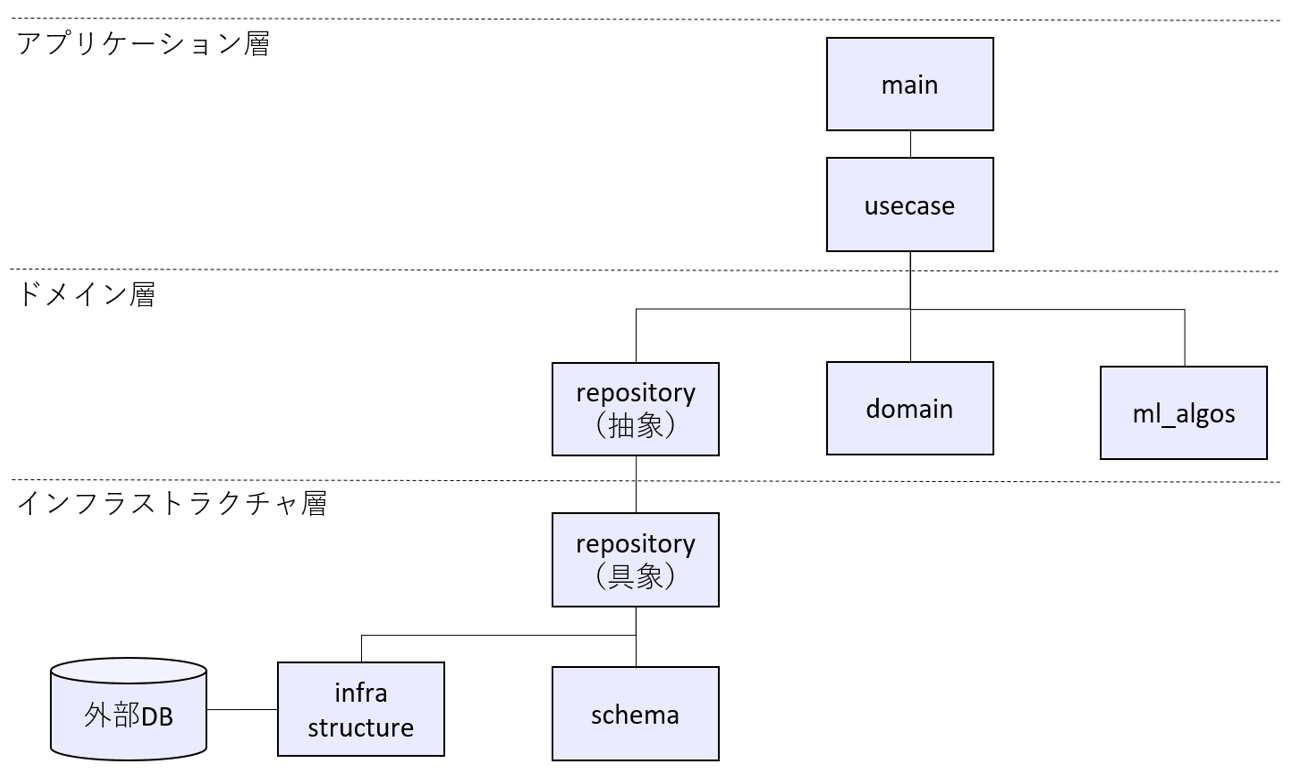 アプリケーション層
main
usecase
ドメイン層
repository
（抽象）
domain
ml_algos
インフラストラクチャ層
repository
（具象）
外部DB
infra
structure
schema